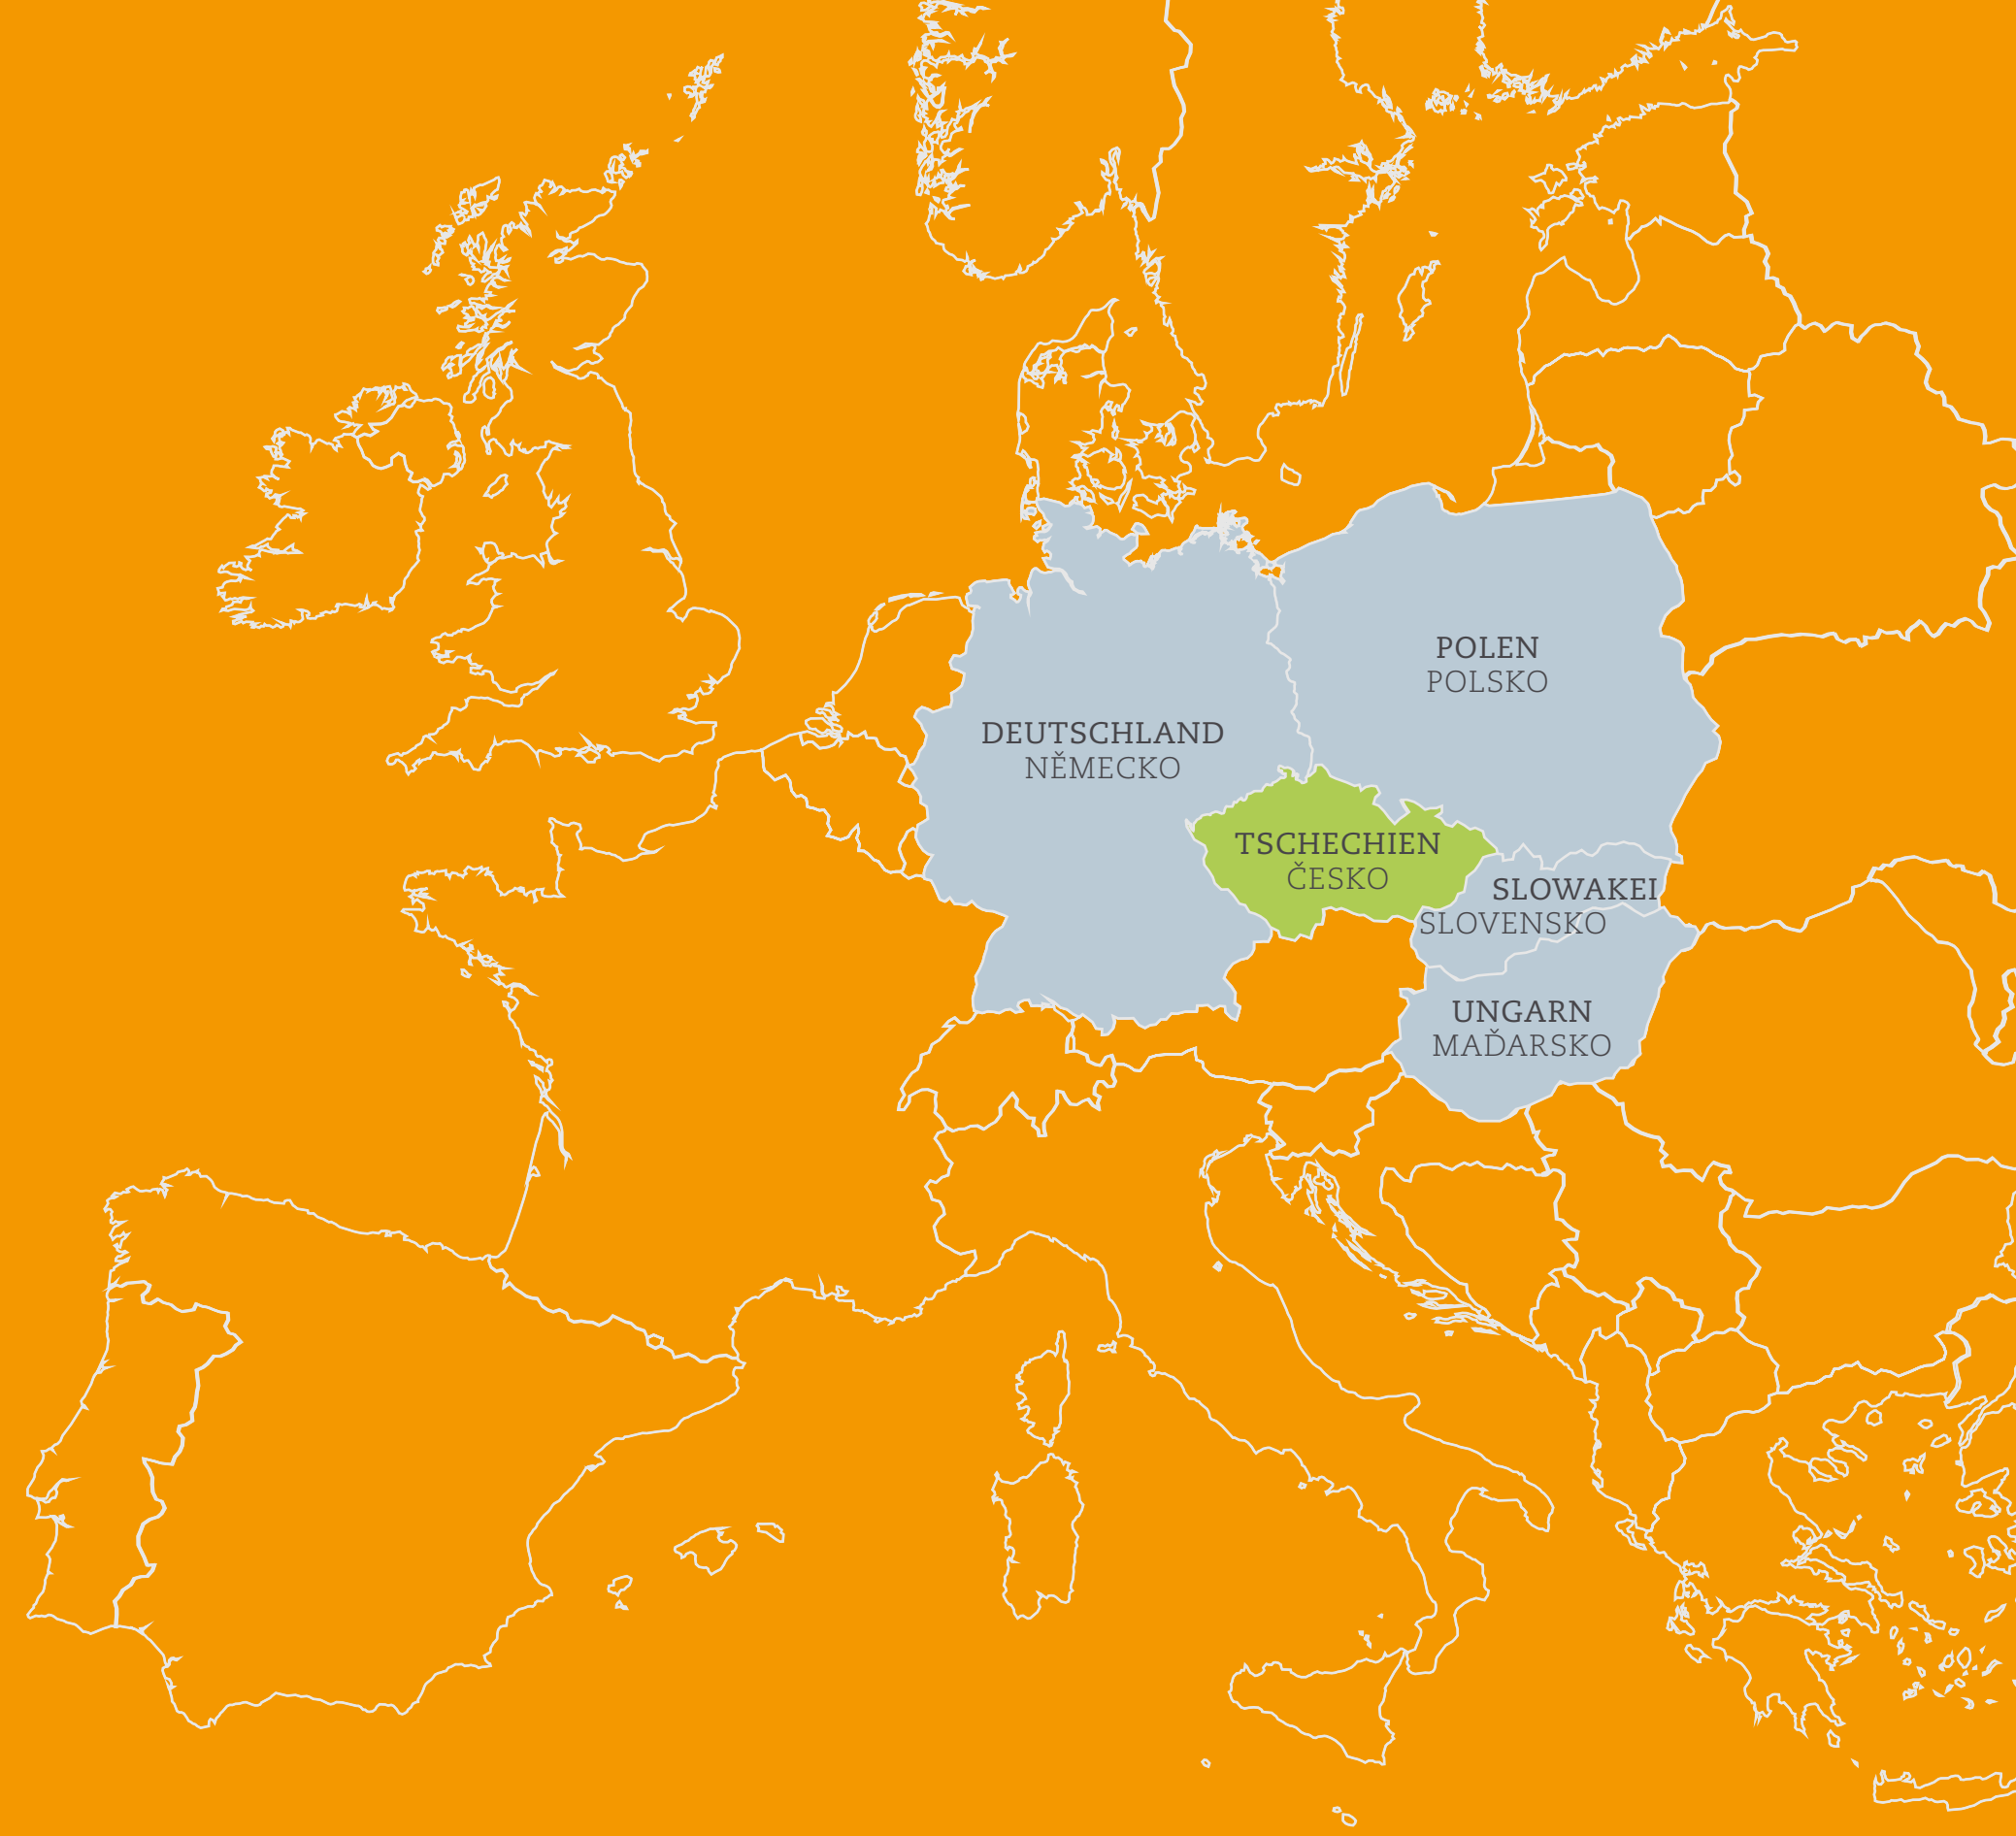 POLEN
POLSKO
DEUTSCHLAND
NĚMECKO
TSCHECHIEN
ČESKO
SLOWAKEI
SLOVENSKO
UNGARN
MAĎARSKO